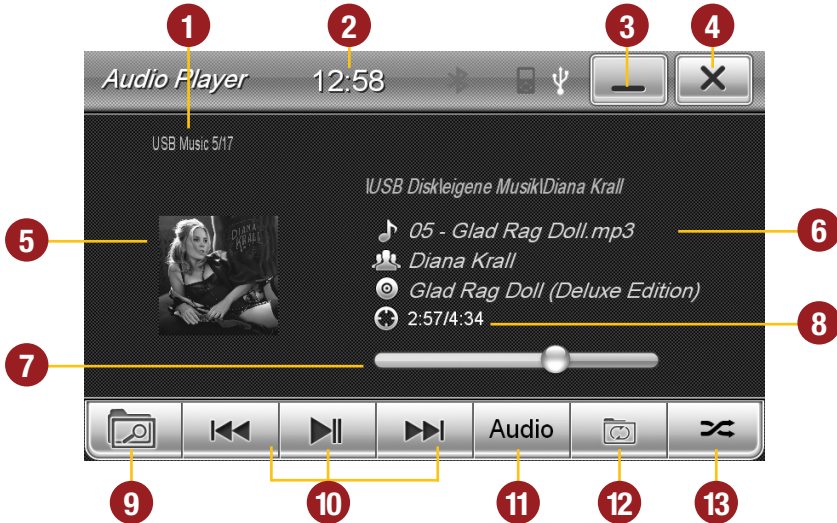 1 2 3 4
Audio Player 12:58
USB Music 5/17
\USB Disk\eigene Musik\Diana Krall
DIANA KRALL
5 05 - Glad Rag Doll.mp3 6
Diana Krall
Glad Rag Doll (Deluxe Edition)
2:57/4:34 8
7
Audio
9 10 11 12 13